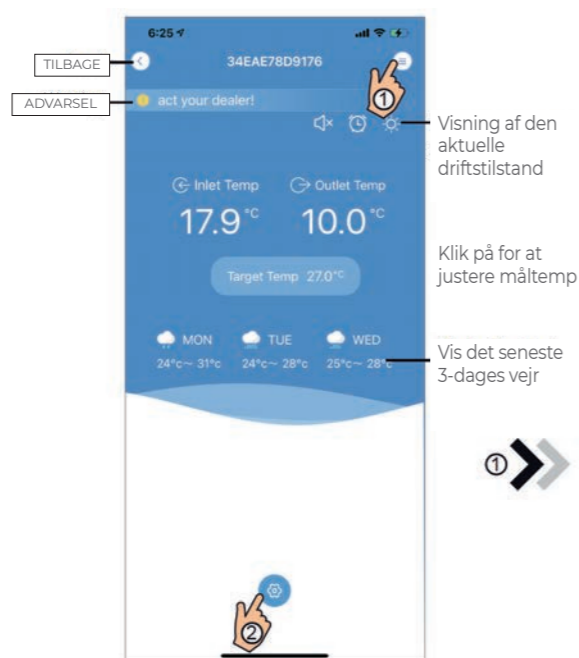 6:25
TILBAGE
34EAE78D9176
①
ADVARSEL
act your dealer!
Visning af den
aktuelle
driftstilstand
Inlet Temp
Outlet Temp
17.9 °C
10.0 °C
Klik på for at
justere måltemp
Target Temp 27.0°C
MON
TUE
WED
24°c~ 31°c
24°c~ 28°c
25°c~ 28°c
Vis det seneste
3-dages vejr
①
②